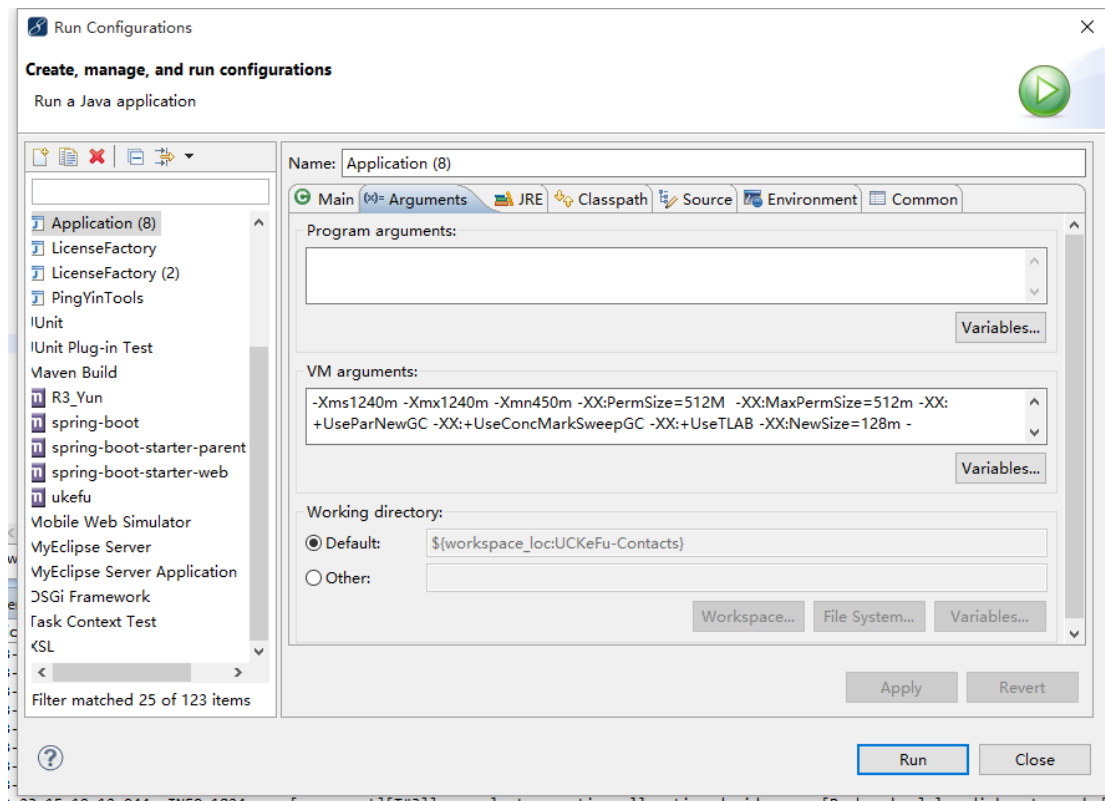 Run Configurations
Create, manage, and run configurations
Run a Java application
Application (8)
LicenseFactory
LicenseFactory (2)
PingYinTools
Unit
Unit Plug-in Test
Maven Build
R3_Yun
spring-boot
spring-boot-starter-parent
spring-boot-starter-web
ukefu
Mobile Web Simulator
MyEclipse Server
MyEclipse Server Application
OSGi Framework
Task Context Test
XSL
Filter matched 25 of 123 items
Name: Application (8)
Main (x)= Arguments JRE Classpath Source Environment Common
Program arguments:
Variables...
VM arguments:
-Xms1240m -Xmx1240m -Xmn450m -XX:PermSize=512M -XX:MaxPermSize=512m -XX:
+UseParNewGC -XX:+UseConcMarkSweepGC -XX:+UseTLAB -XX:NewSize=128m -
Variables...
Working directory:
Default: ${workspace_loc:UCKeFu-Contacts}
Other:
Workspace... File System... Variables...
Apply Revert
Run Close